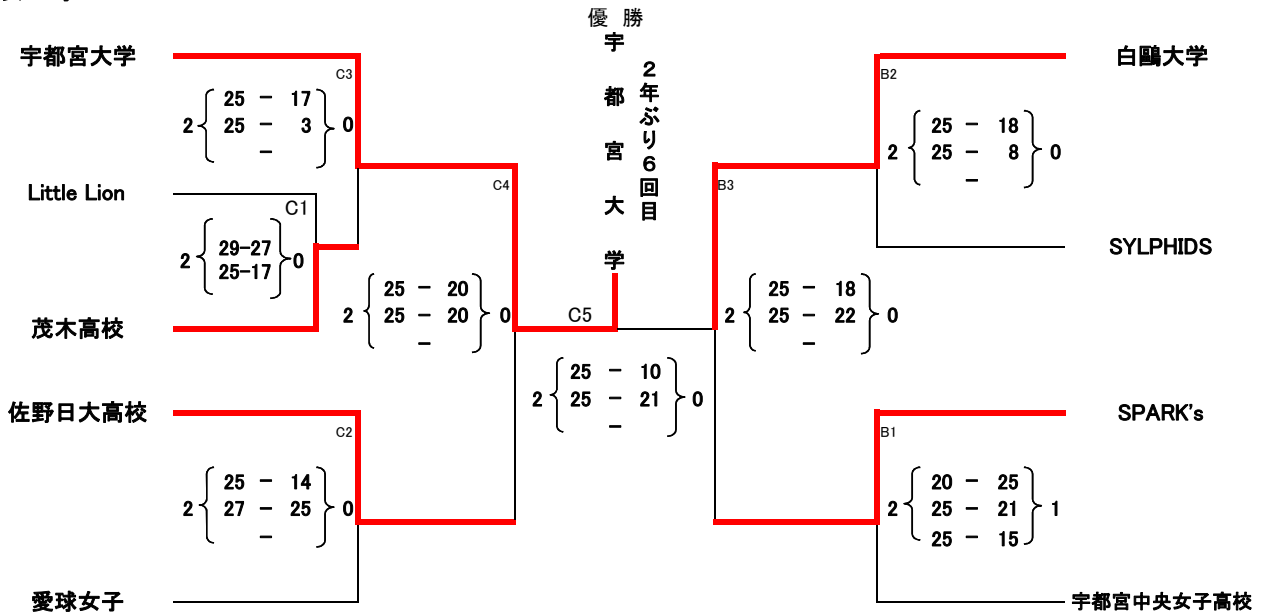 優 勝
宇都宮大学
2年ぶり6回目
宇都宮大学
C3
2 25 - 17 0
25 - 3
-
Little Lion
C1
2 29-27 0
25-17
茂木高校
C4
2 25 - 20 0
25 - 20
-
佐野日大高校
C2
2 25 - 14 0
27 - 25
-
愛球女子
C5
2 25 - 10 0
25 - 21
-
白鷗大学
B2
2 25 - 18 0
25 - 8
-
SYLPHIDS
B3
2 25 - 18 0
25 - 22
-
SPARK's
B1
2 20 - 25 1
25 - 21
25 - 15
宇都宮中央女子高校